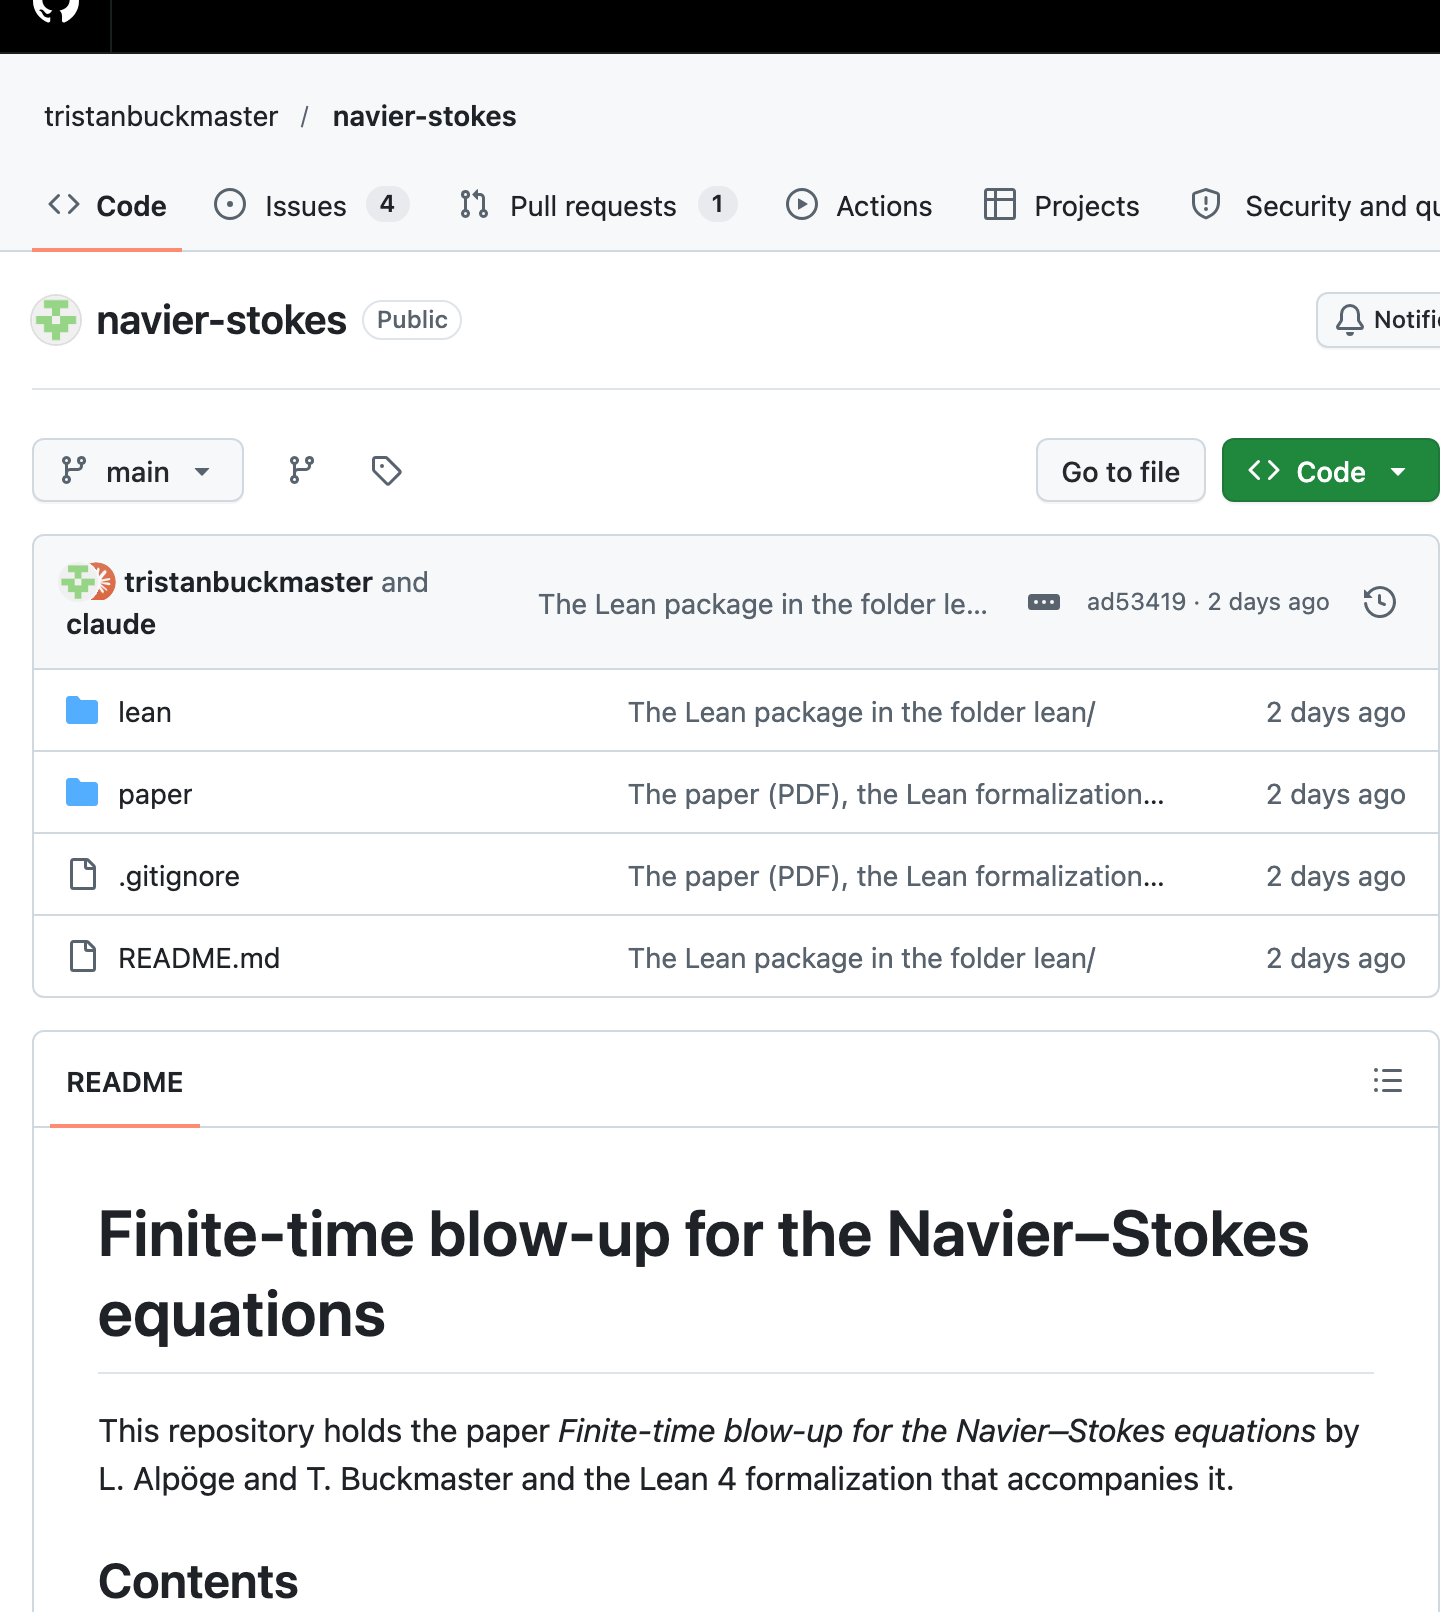 tristanbuckmaster / navier-stokes
Code Issues 4 Pull requests 1 Actions Projects Security and qu
navier-stokes Public Notific
main Go to file Code
tristanbuckmaster and
claude
The Lean package in the folder le... ad53419 · 2 days ago
lean The Lean package in the folder lean/ 2 days ago
paper The paper (PDF), the Lean formalization... 2 days ago
.gitignore The paper (PDF), the Lean formalization... 2 days ago
README.md The Lean package in the folder lean/ 2 days ago
README
Finite-time blow-up for the Navier–Stokes
equations
This repository holds the paper Finite-time blow-up for the Navier–Stokes equations by
L. Alpöge and T. Buckmaster and the Lean 4 formalization that accompanies it.
Contents